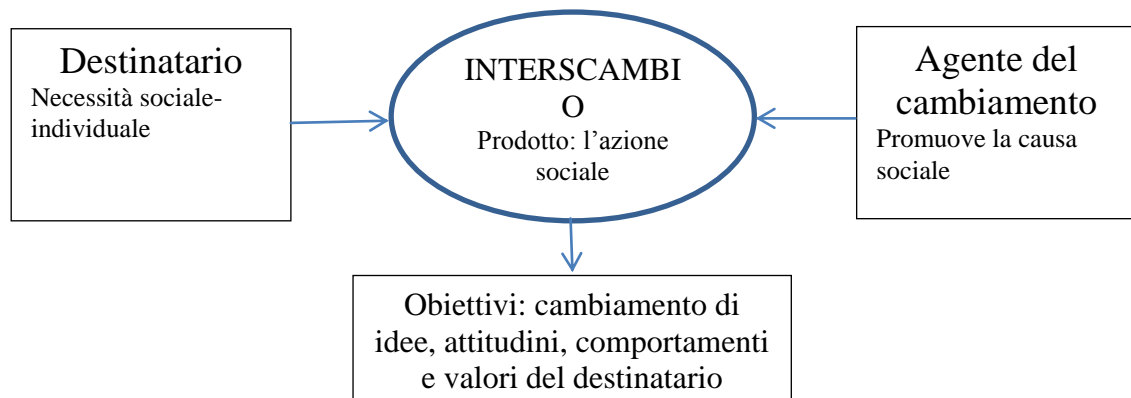 Destinatario
Necessità sociale-
individuale
INTERSCAMBI
O
Prodotto: l’azione
sociale
Agente del
cambiamento
Promuove la causa
sociale
Obiettivi: cambiamento di
idee, attitudini, comportamenti
e valori del destinatario